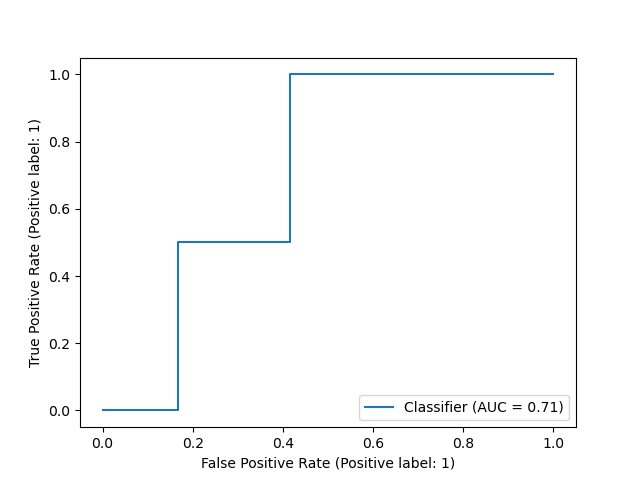 1.0
0.8
0.6
0.4
0.2
0.0
True Positive Rate (Positive label: 1)
Classifier (AUC = 0.71)
0.0 0.2 0.4 0.6 0.8 1.0
False Positive Rate (Positive label: 1)